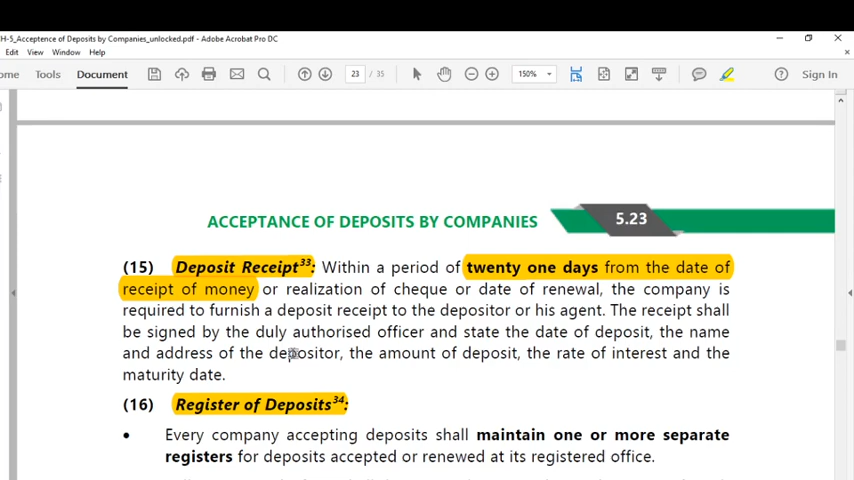 H-5_Acceptance of Deposits by Companies_unlocked.pdf - Adobe Acrobat Pro DC
Edit View Window Help
ome Tools Document 23 / 35 150% Sign In
ACCEPTANCE OF DEPOSITS BY COMPANIES 5.23
(15) Deposit Receipt³³: Within a period of twenty one days from the date of
receipt of money or realization of cheque or date of renewal, the company is
required to furnish a deposit receipt to the depositor or his agent. The receipt shall
be signed by the duly authorised officer and state the date of deposit, the name
and address of the depositor, the amount of deposit, the rate of interest and the
maturity date.
(16) Register of Deposits³⁴:
• Every company accepting deposits shall maintain one or more separate
registers for deposits accepted or renewed at its registered office.